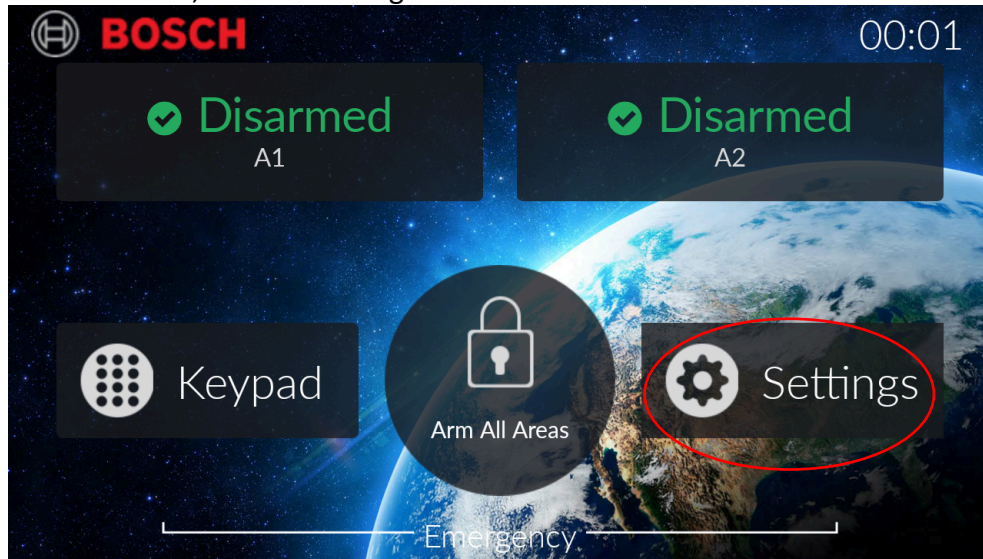 BOSCH
00:01
Disarmed
A1
Disarmed
A2
Keypad
Arm All Areas
Settings
Emergency